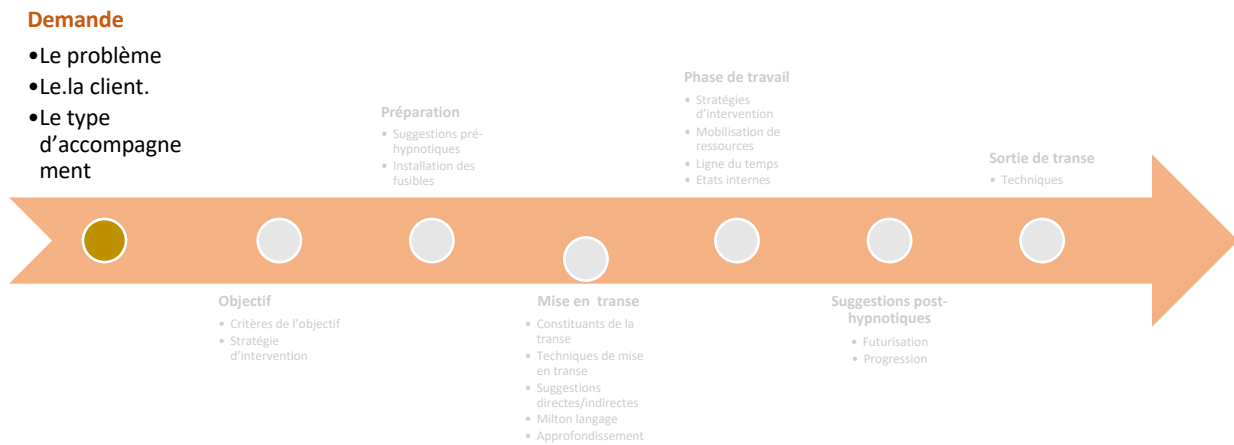 Demande
•Le problème
•Le.la client.
•Le type
d’accompagne
ment
Préparation
• Suggestions pré-
hypnotiques
• Installation des
fusibles
Phase de travail
• Stratégies
d’intervention
• Mobilisation de
ressources
• Ligne du temps
• Etats internes
Sortie de transe
• Techniques
Objectif
• Critères de l’objectif
• Stratégie
d’intervention
Mise en transe
• Constituants de la
transe
• Techniques de mise
en transe
• Suggestions
directes/indirectes
• Milton langage
• Approfondissement
Suggestions post-
hypnotiques
• Futurisation
• Progression